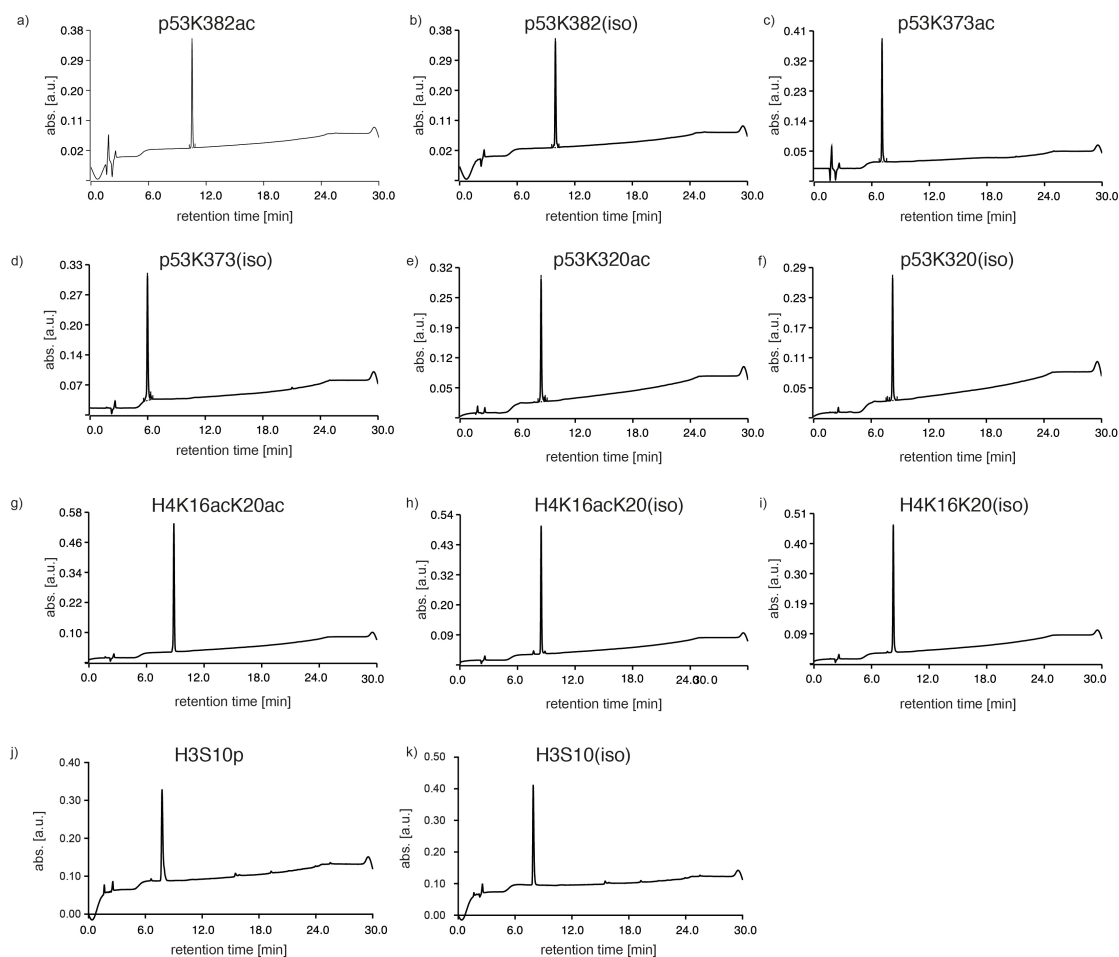 a) p53K382ac
0.38
0.29
0.20
0.11
0.02
abs. [a.u.]
0.0 6.0 12.0 18.0 24.0 30.0
retention time [min]
b) p53K382(iso)
0.38
0.29
0.20
0.11
0.02
abs. [a.u.]
0.0 6.0 12.0 18.0 24.0 30.0
retention time [min]
c) p53K373ac
0.41
0.32
0.23
0.14
0.05
abs. [a.u.]
0.0 6.0 12.0 18.0 24.0 30.0
retention time [min]
d) p53K373(iso)
0.33
0.27
0.20
0.14
0.07
abs. [a.u.]
0.0 6.0 12.0 18.0 24.0 30.0
retention time [min]
e) p53K320ac
0.32
0.25
0.19
0.12
0.05
abs. [a.u.]
0.0 6.0 12.0 18.0 24.0 30.0
retention time [min]
f) p53K320(iso)
0.29
0.23
0.17
0.11
0.05
abs. [a.u.]
0.0 6.0 12.0 18.0 24.0 30.0
retention time [min]
g) H4K16acK20ac
0.58
0.46
0.34
0.22
0.10
abs. [a.u.]
0.0 6.0 12.0 18.0 24.0 30.0
retention time [min]
h) H4K16acK20(iso)
0.54
0.43
0.32
0.20
0.09
abs. [a.u.]
0.0 6.0 12.0 18.0 24.0 30.0
retention time [min]
i) H4K16K20(iso)
0.51
0.40
0.30
0.19
0.09
abs. [a.u.]
0.0 6.0 12.0 18.0 24.0 30.0
retention time [min]
j) H3S10p
0.40
0.30
0.20
0.10
0.00
abs. [a.u.]
0.0 6.0 12.0 18.0 24.0 30.0
retention time [min]
k) H3S10(iso)
0.50
0.40
0.30
0.20
0.10
0.00
abs. [a.u.]
0.0 6.0 12.0 18.0 24.0 30.0
retention time [min]